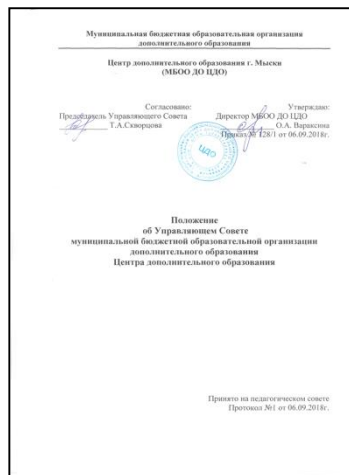 Муниципальная бюджетная образовательная организация
дополнительного образования
Центр дополнительного образования г. Мыски
(МБОО ДО ЦДО)
Согласовано: Утверждаю:
Председатель Управляющего Совета Директор МБОО ДО ЦДО
Т.А.Скворцова О.А. Вараксина
Приказ № 128/1 от 06.09.2018г.
ЦДО
Положение
об Управляющем Совете
муниципальной бюджетной образовательной организации
дополнительного образования
Центра дополнительного образования
Принято на педагогическом совете
Протокол №1 от 06.09.2018г.